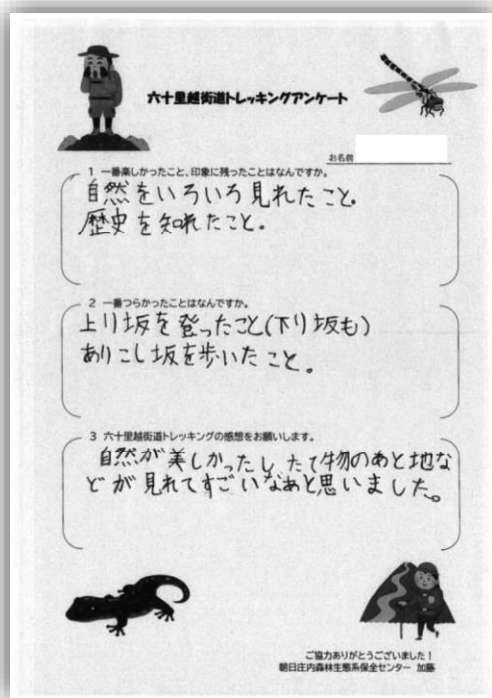 六十里越街道トレッキングアンケート
お名前
1 一番楽しかったこと、印象に残ったことはなんですか。
自然をいろいろ見れたこと。
歴史を知れたこと。
2 一番つらかったことはなんですか。
上り坂を登ったこと(下り坂も)
ありこし坂を歩いたこと。
3 六十里越街道トレッキングの感想をお願いします。
自然が美しかったし、たて物のあと地な
どが見れてすごいなあと思いました。
ご協力ありがとうございました!
朝日庄内森林生態系保全センター 加藤